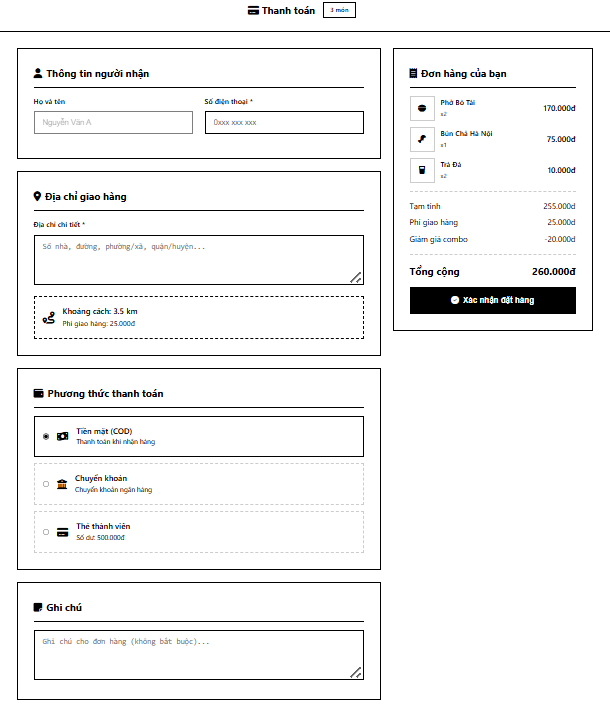 Thanh toán 3 món
Thông tin người nhận
Họ và tên
Số điện thoại *
Nguyễn Văn A
0xxx xxx xxx
Địa chỉ giao hàng
Địa chỉ chi tiết *
Số nhà, đường, phường/xã, quận/huyện...
Khoảng cách: 3.5 km
Phí giao hàng: 25.000đ
Phương thức thanh toán
Tiền mặt (COD)
Thanh toán khi nhận hàng
Chuyển khoản
Chuyển khoản ngân hàng
Thẻ thành viên
Số dư: 500.000đ
Ghi chú
Ghi chú cho đơn hàng (không bắt buộc)...
Đơn hàng của bạn
Phở Bò Tái
x2
170.000đ
Bún Chả Hà Nội
x1
75.000đ
Trà Đá
x2
10.000đ
Tạm tính 255.000đ
Phí giao hàng 25.000đ
Giảm giá combo -20.000đ
Tổng cộng 260.000đ
Xác nhận đặt hàng